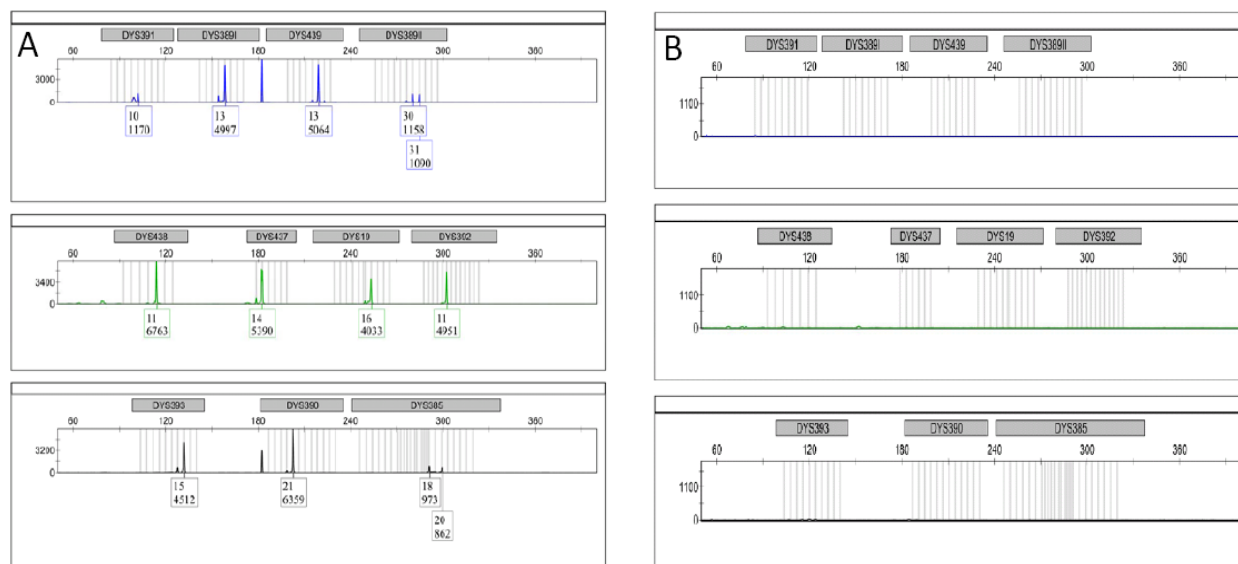 A
DYS391 DYS389I DYS439 DYS389II
60 120 180 240 300 360
3000
0
10 13 13 30
1170 4997 5064 1158
31
1090
DYS438 DYS437 DYS19 DYS392
60 120 180 240 300 360
3400
0
11 14 16 11
6763 5390 4033 4951
DYS393 DYS390 DYS385
60 120 180 240 300 360
3200
0
15 21 18
4512 6359 973
20
862
B
DYS391 DYS389I DYS439 DYS389II
60 120 180 240 300 360
1100
0
DYS438 DYS437 DYS19 DYS392
60 120 180 240 300 360
1100
0
DYS393 DYS390 DYS385
60 120 180 240 300 360
1100
0